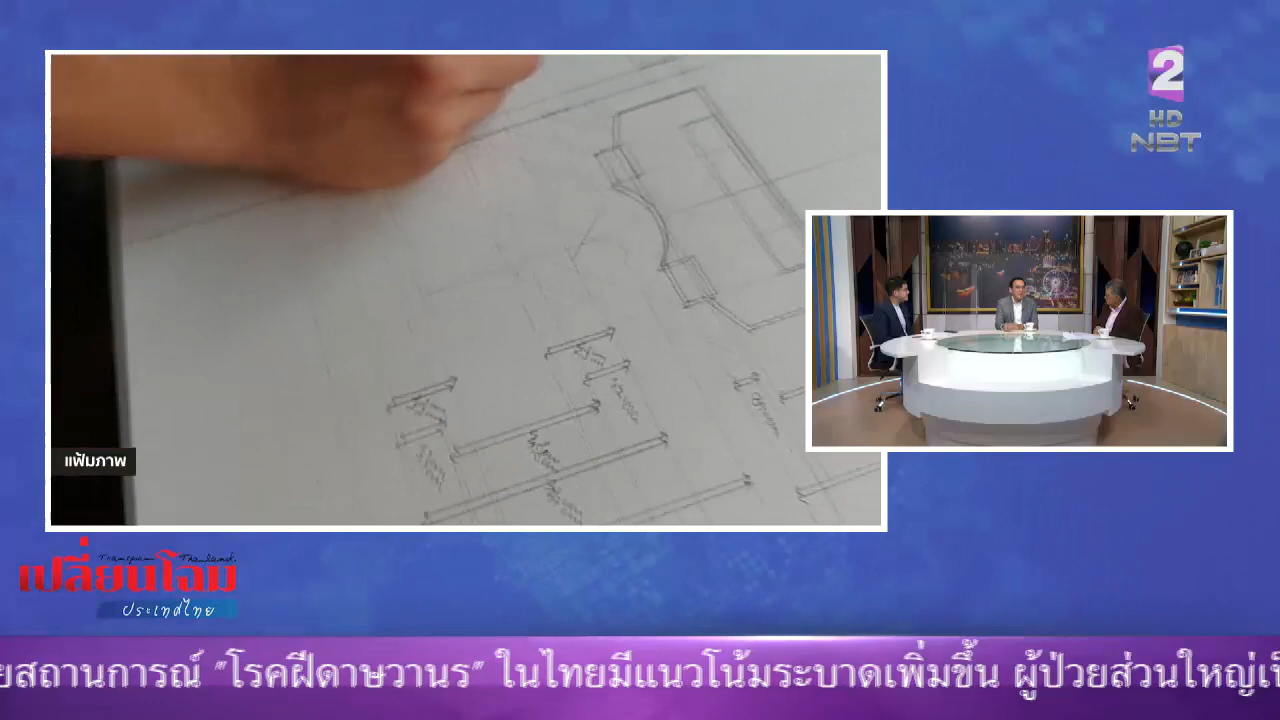 2
HD
NBT
แฟ้มภาพ
Transform Thailand.
เปลี่ยนโฉม
ประเทศไทย
ยสถานการณ์ "โรคฝีดาษวานร" ในไทยมีแนวโน้มระบาดเพิ่มขึ้น ผู้ป่วยส่วนใหญ่เป็